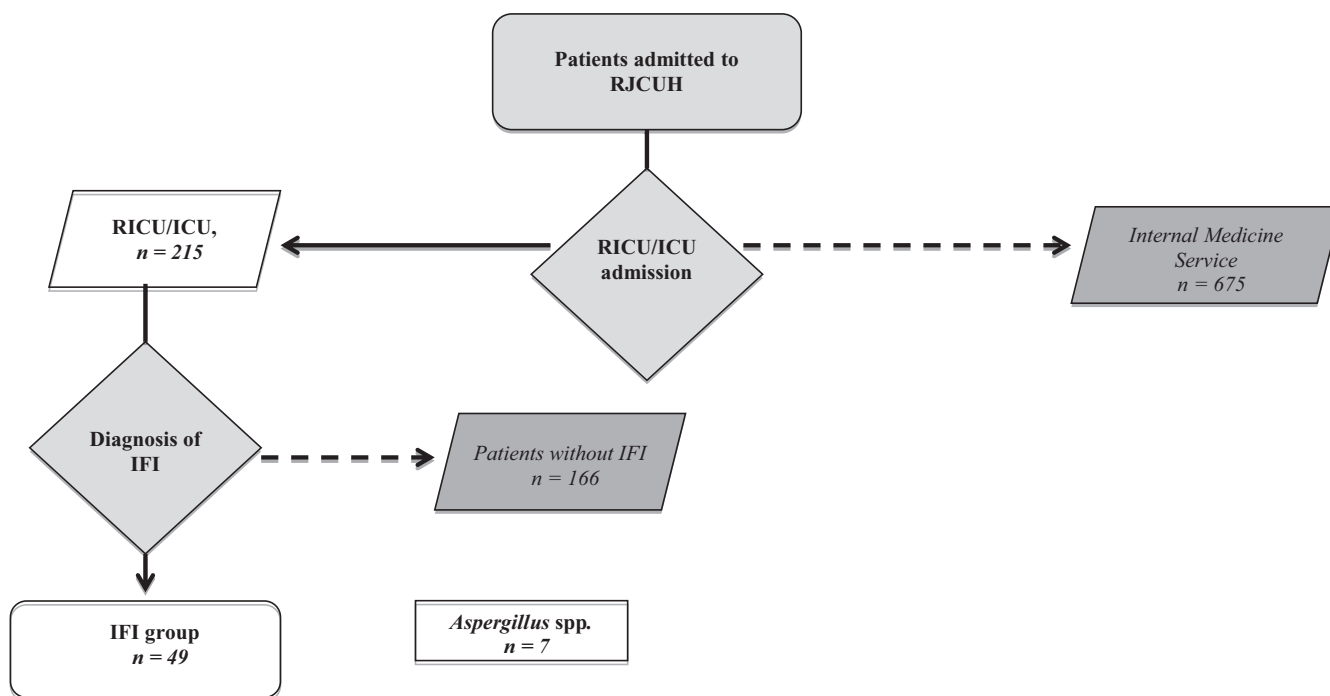 Patients admitted to
RJCUH
RICU/ICU,
n = 215
RICU/ICU
admission
Internal Medicine
Service
n = 675
Diagnosis of
IFI
Patients without IFI
n = 166
IFI group
n = 49
Aspergillus spp.
n = 7